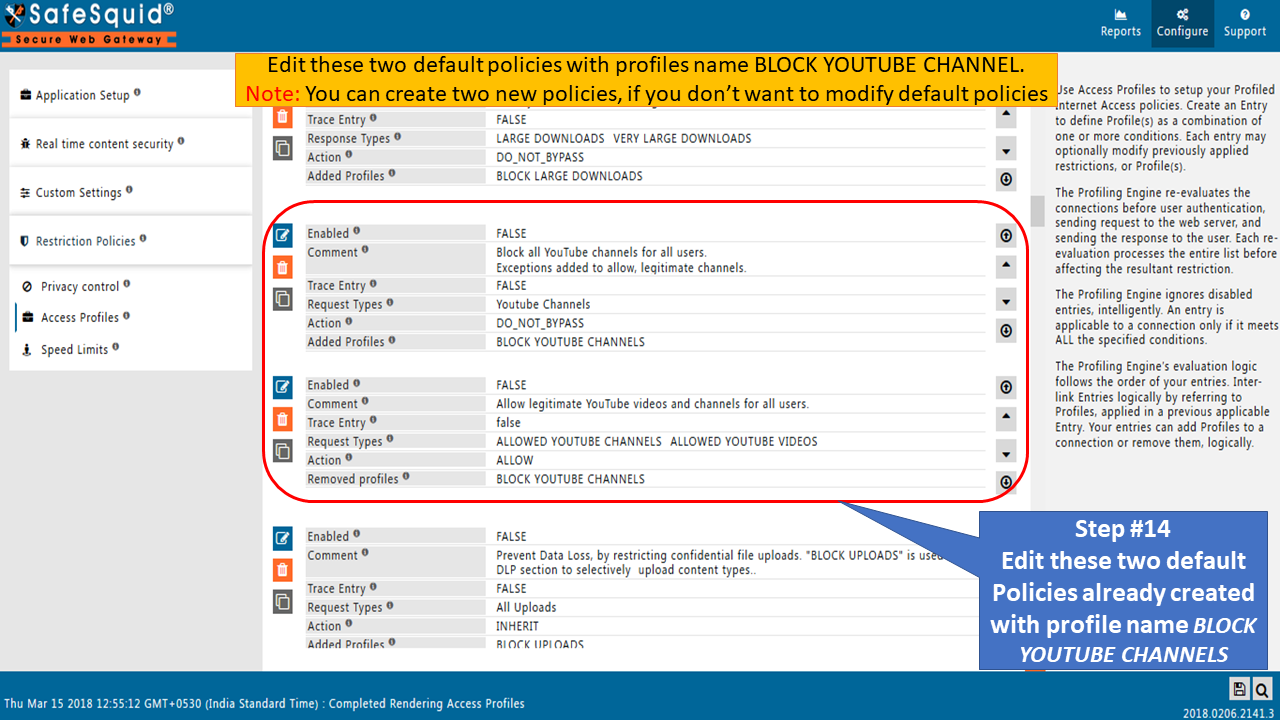 SafeSquid®
Secure Web Gateway
Reports
Configure
Support
Edit these two default policies with profiles name BLOCK YOUTUBE CHANNEL.
Note: You can create two new policies, if you don't want to modify default policies
Application Setup
Real time content security
Custom Settings
Restriction Policies
Privacy control
Access Profiles
Speed Limits
Trace Entry FALSE
Response Types LARGE DOWNLOADS VERY LARGE DOWNLOADS
Action DO_NOT_BYPASS
Added Profiles BLOCK LARGE DOWNLOADS
Enabled FALSE
Comment Block all YouTube channels for all users.
Exceptions added to allow, legitimate channels.
Trace Entry FALSE
Request Types Youtube Channels
Action DO_NOT_BYPASS
Added Profiles BLOCK YOUTUBE CHANNELS
Enabled FALSE
Comment Allow legitimate YouTube videos and channels for all users.
Trace Entry false
Request Types ALLOWED YOUTUBE CHANNELS ALLOWED YOUTUBE VIDEOS
Action ALLOW
Removed profiles BLOCK YOUTUBE CHANNELS
Enabled FALSE
Comment Prevent Data Loss, by restricting confidential file uploads. "BLOCK UPLOADS" is use
DLP section to selectively upload content types..
Trace Entry FALSE
Request Types All Uploads
Action INHERIT
Added Profiles BLOCK UPLOADS
Use Access Profiles to setup your Profiled
Internet Access policies. Create an Entry
to define Profile(s) as a combination of
one or more conditions. Each entry may
optionally modify previously applied
restrictions, or Profile(s).
The Profiling Engine re-evaluates the
connections before user authentication,
sending request to the web server, and
sending the response to the user. Each re-
evaluation processes the entire list before
affecting the resultant restriction.
The Profiling Engine ignores disabled
entries, intelligently. An entry is
applicable to a connection only if it meets
ALL the specified conditions.
The Profiling Engine's evaluation logic
follows the order of your entries. Inter-
link Entries logically by referring to
Profiles, applied in a previous applicable
Entry. Your entries can add Profiles to a
connection or remove them, logically.
Step #14
Edit these two default
Policies already created
with profile name BLOCK
YOUTUBE CHANNELS
Thu Mar 15 2018 12:55:12 GMT+0530 (India Standard Time) : Completed Rendering Access Profiles
2018.0206.2141.3